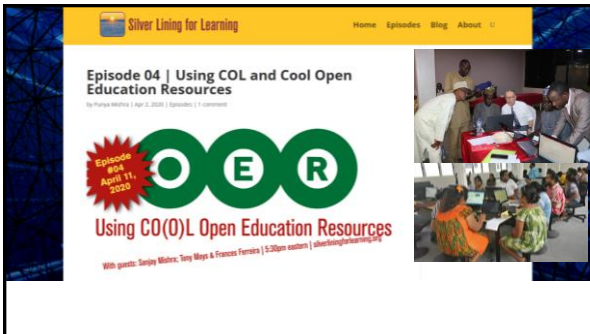 Silver Lining for Learning
Home Episodes Blog About
Episode 04 | Using COL and Cool Open
Education Resources
by Punya Mishra | Apr 2, 2020 | Episodes | 1 comment
Episode
#04
April 11,
2020
O E R
Using CO(O)L Open Education Resources
With guests: Sanjay Mishra, Tony Mays & Frances Ferreira | 5:30pm eastern | silverliningforlearning.org